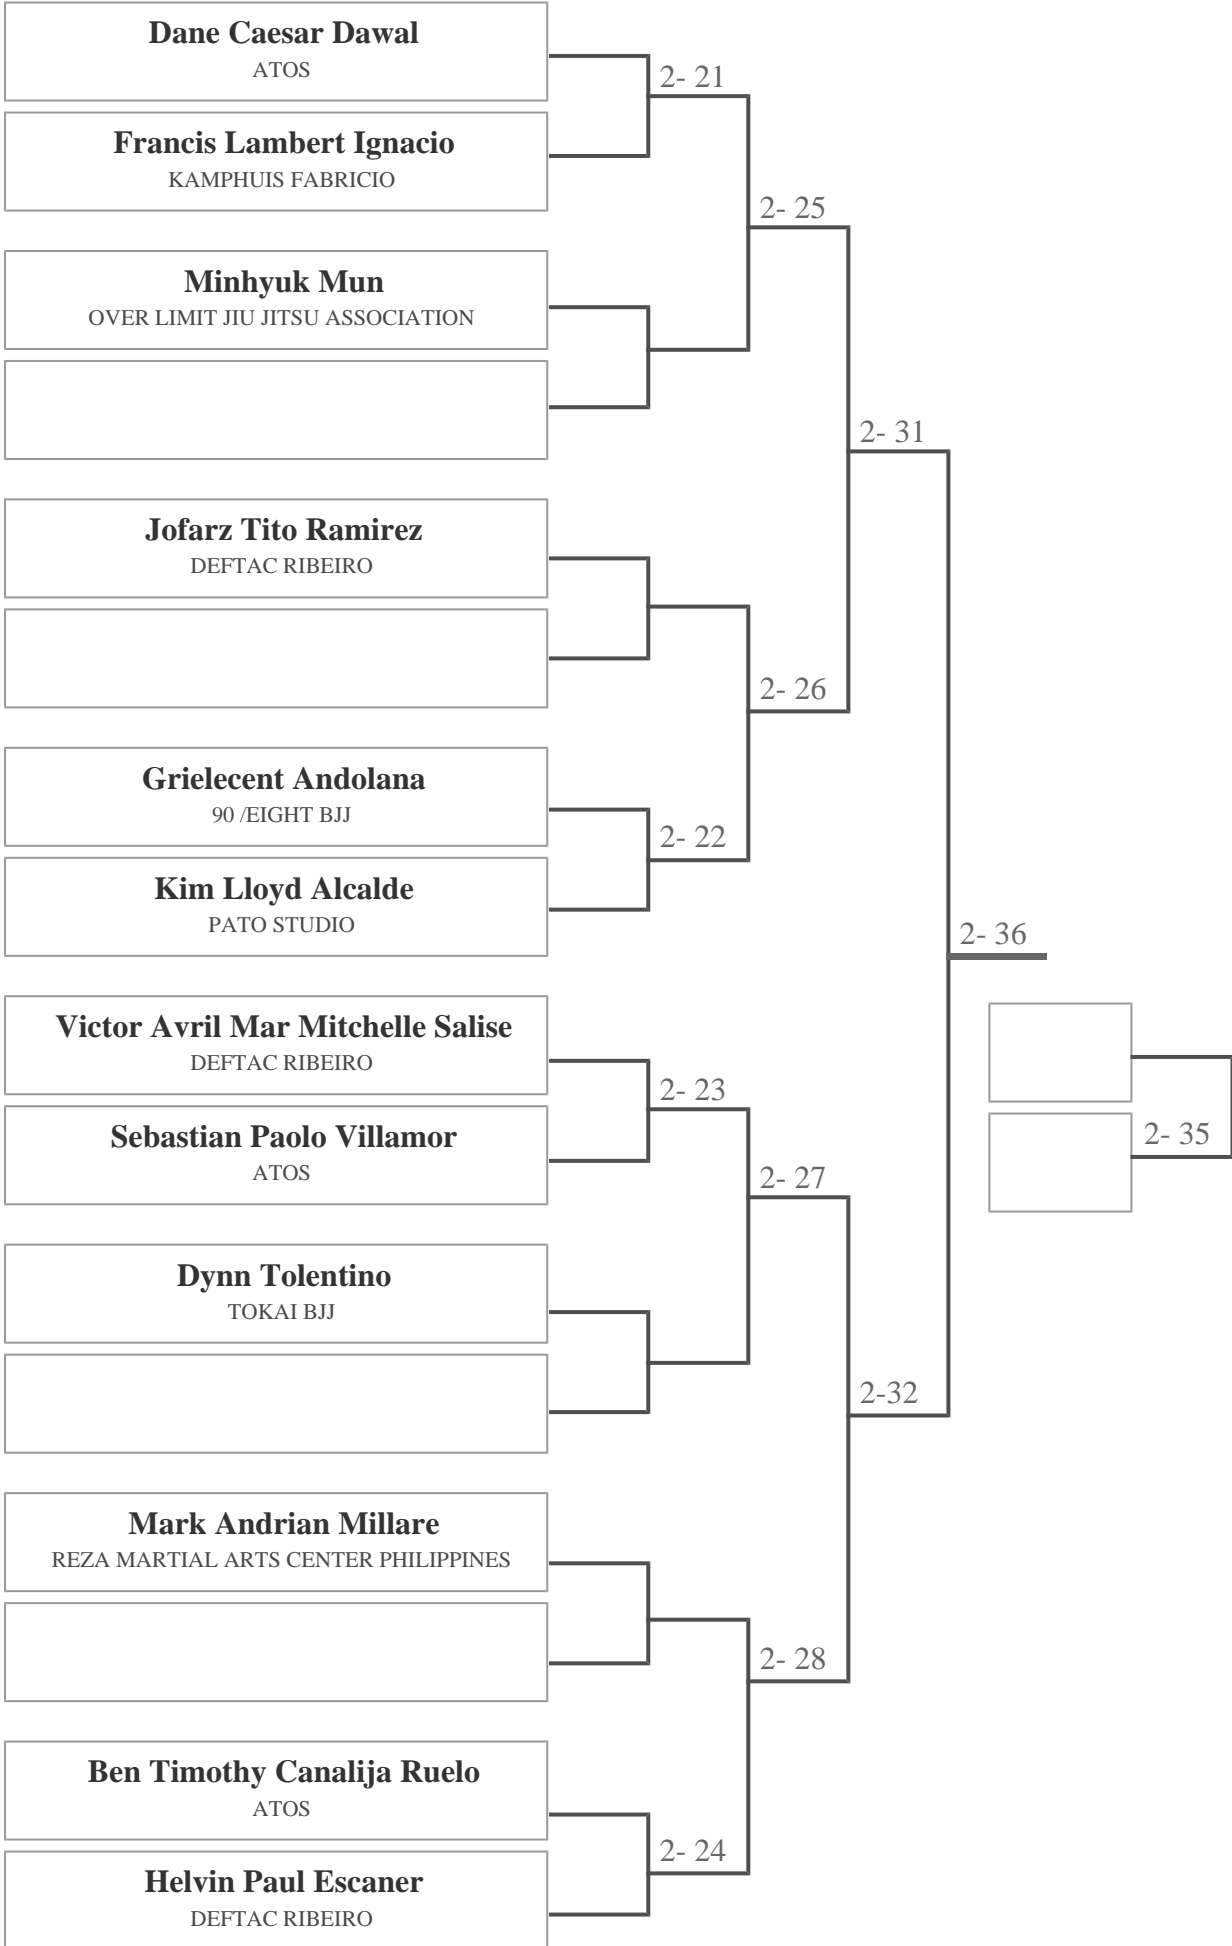 Dane Caesar Dawal
ATOS
2- 21
Francis Lambert Ignacio
KAMPHUIS FABRICIO
2- 25
Minhyuk Mun
OVER LIMIT JIU JITSU ASSOCIATION
2- 31
Jofarz Tito Ramirez
DEFTAC RIBEIRO
2- 26
Grielecent Andolana
90 /EIGHT BJJ
2- 22
Kim Lloyd Alcalde
PATO STUDIO
2- 36
Victor Avril Mar Mitchelle Salise
DEFTAC RIBEIRO
2- 23
Sebastian Paolo Villamor
ATOS
2- 35
2- 27
Dynn Tolentino
TOKAI BJJ
2-32
Mark Andrian Millare
REZA MARTIAL ARTS CENTER PHILIPPINES
2- 28
Ben Timothy Canalija Ruelo
ATOS
2- 24
Helvin Paul Escaner
DEFTAC RIBEIRO